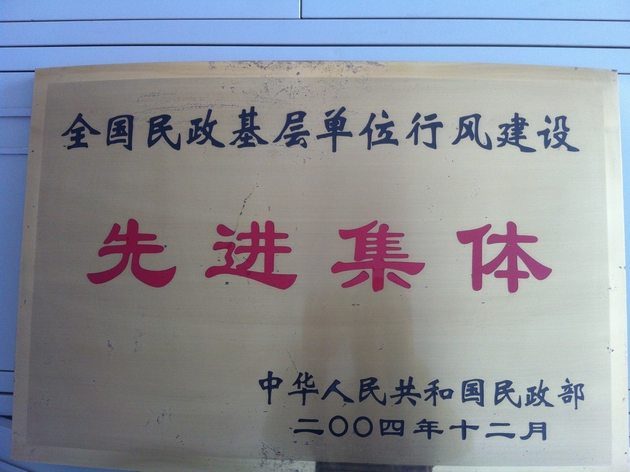 全国民政基层单位行风建设
先进集体
中华人民共和国民政部
二〇〇四年十二月